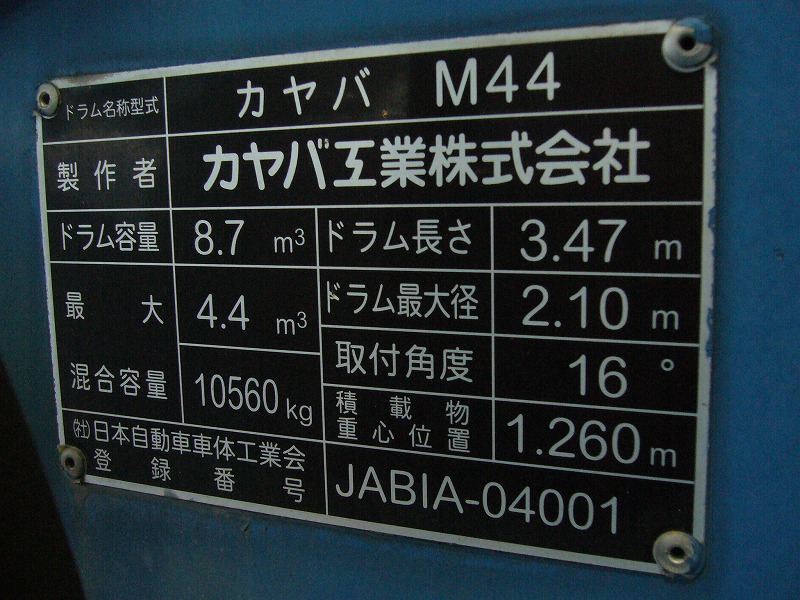 ドラム名称型式 カヤバ M44
製作者 カヤバ工業株式会社
ドラム容量 8.7 m3 ドラム長さ 3.47 m
最大 4.4 m3 ドラム最大径 2.10 m
混合容量 10560 kg 取付角度 16 °
積載物
重心位置 1.260 m
(社)日本自動車車体工業会
登録番号 JABIA-04001